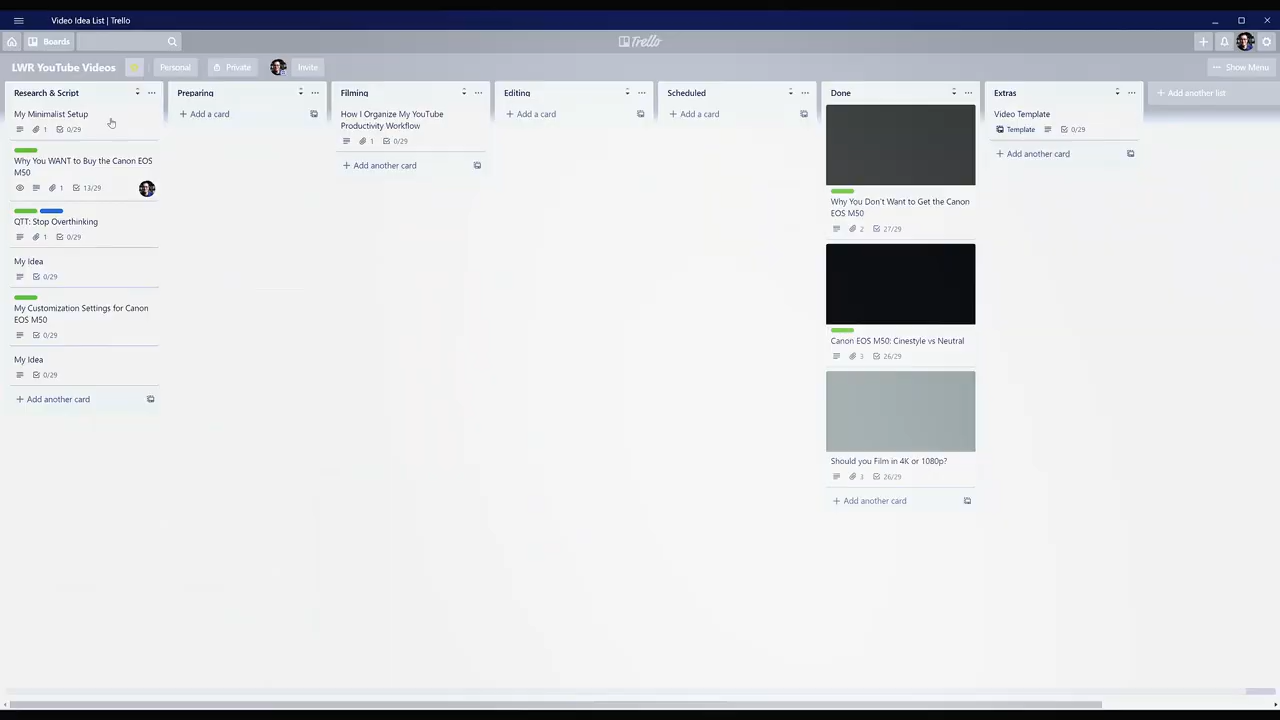 Video Idea List | Trello
Boards
Trello
LWR YouTube Videos
Personal
Private
Invite
Show Menu
Research & Script
My Minimalist Setup
1
0/29
Why You WANT to Buy the Canon EOS
M50
1
13/29
QTT: Stop Overthinking
1
0/29
My Idea
0/29
My Customization Settings for Canon
EOS M50
0/29
My Idea
0/29
+ Add another card
Preparing
+ Add a card
Filming
How I Organize My YouTube
Productivity Workflow
1
0/29
+ Add another card
Editing
+ Add a card
Scheduled
+ Add a card
Done
Why You Don't Want to Get the Canon
EOS M50
2
27/29
Canon EOS M50: Cinestyle vs Neutral
3
26/29
Should you Film in 4K or 1080p?
3
26/29
+ Add another card
Extras
Video Template
Template
0/29
+ Add another card
+ Add another list